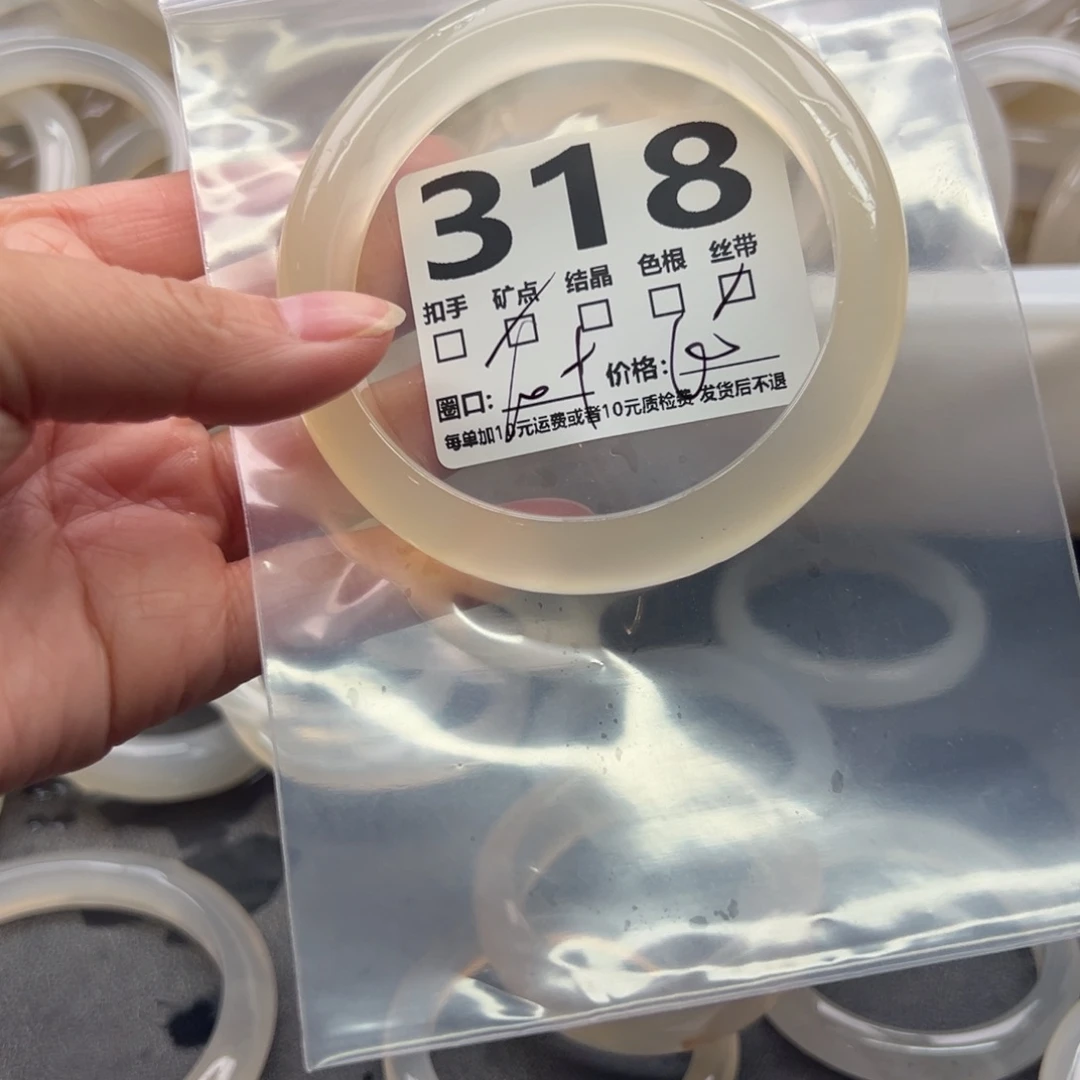 318
扣手 矿点 结晶 色根 丝带
圈口: 价格:
每单加10元运费或者10元质检费 发货后不退